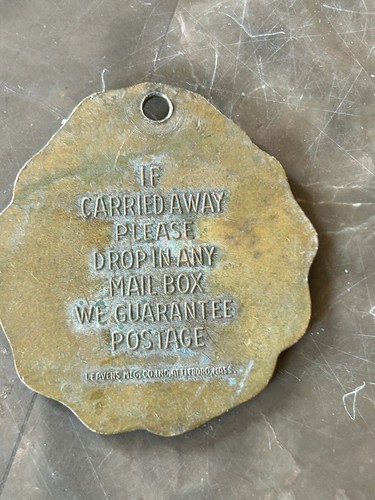 IF
CARRIED AWAY
PLEASE
DROP IN ANY
MAIL BOX
WE GUARANTEE
POSTAGE
LEAVENS MFG. CO. INC. ATTLEBORO, MASS.